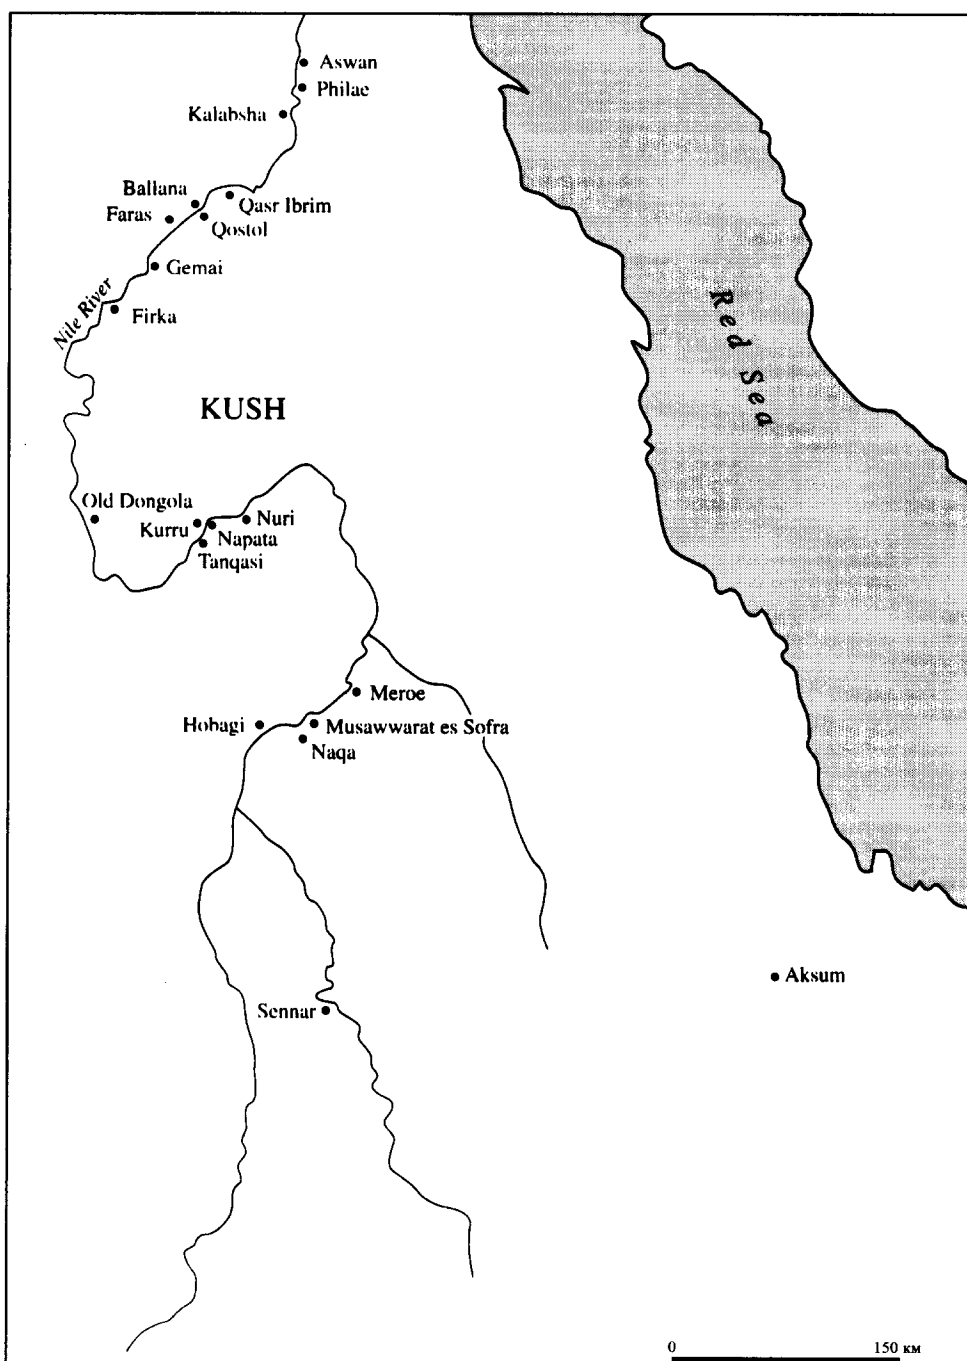 Aswan
Philae
Kalabsha
Ballana
Qasr Ibrim
Faras
Qostol
Gemai
Nile River
Firka
Red Sea
KUSH
Old Dongola
Kurru
Nuri
Napata
Tanqasi
Meroe
Hobagi
Musawwarat es Sofra
Naqa
Aksum
Sennar
0 150 KM